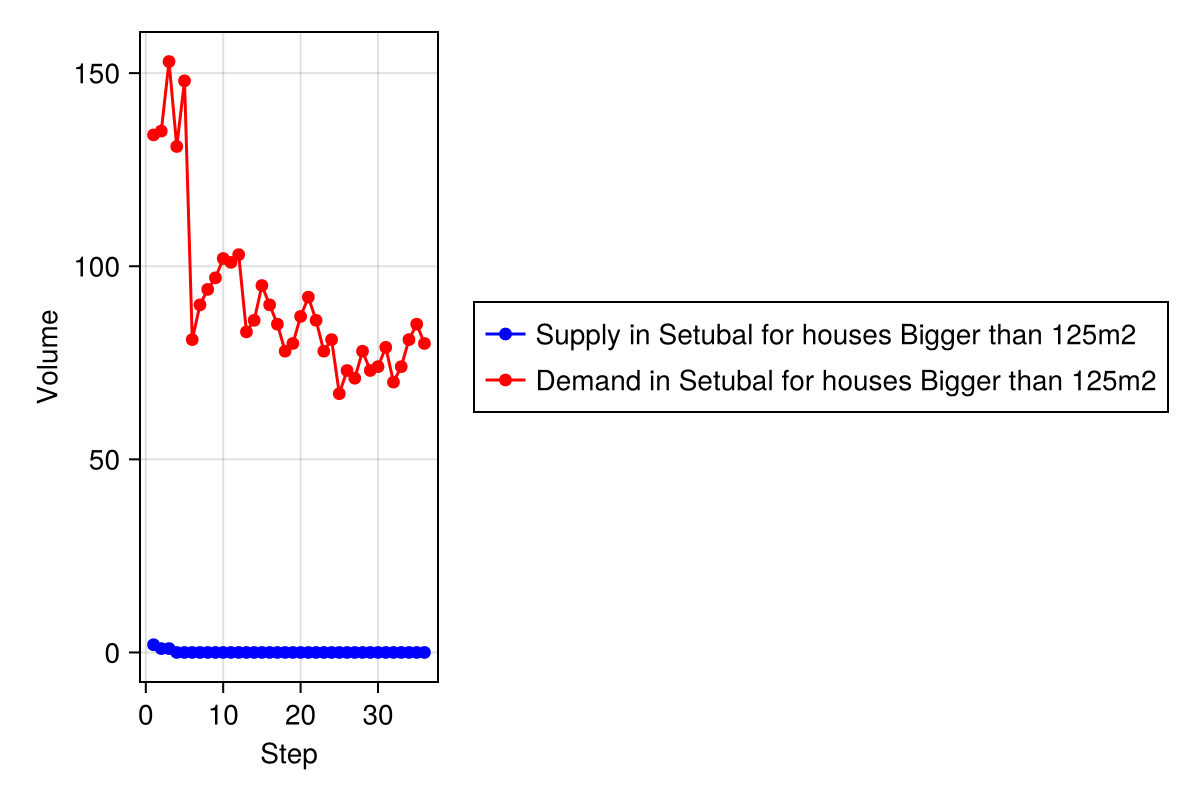 150
100
50
0
Volume
0 10 20 30
Step
Supply in Setubal for houses Bigger than 125m2
Demand in Setubal for houses Bigger than 125m2